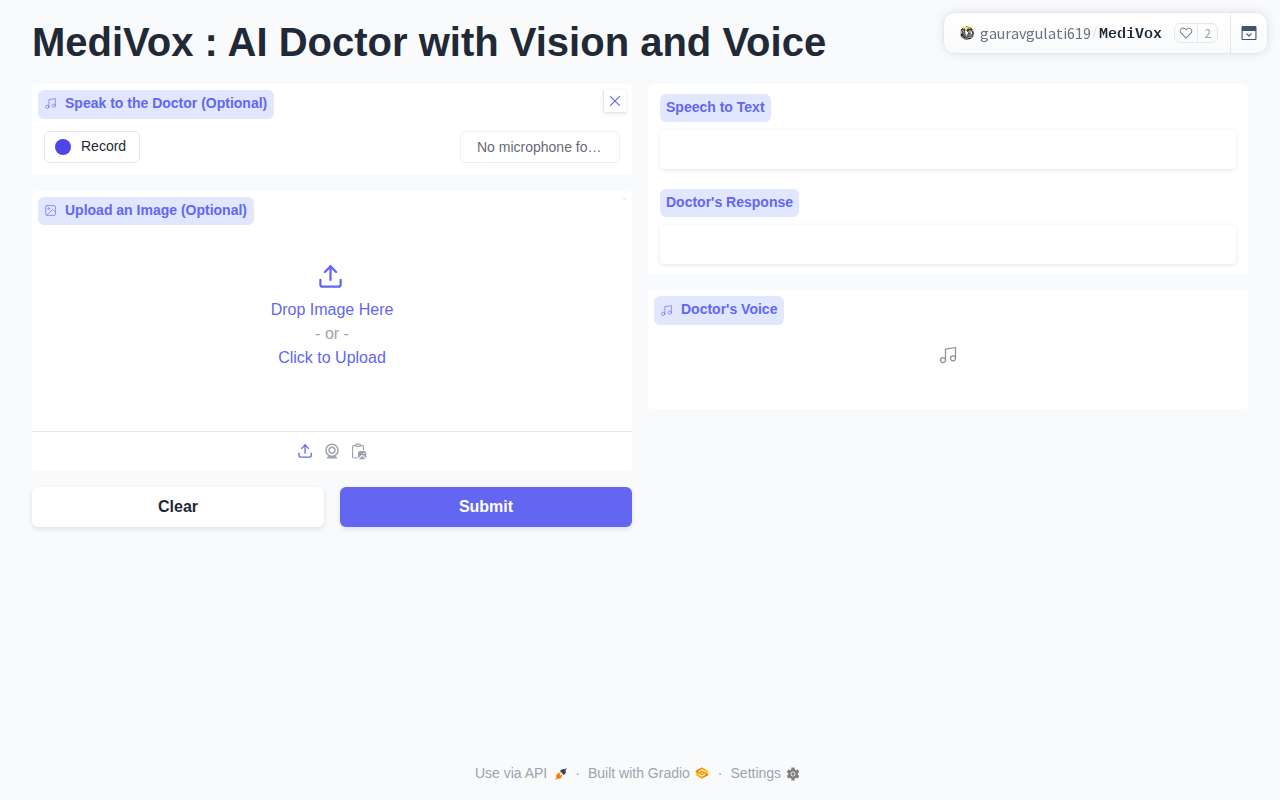 MediVox : AI Doctor with Vision and Voice
gauravgulati619/MediVox 2
Speak to the Doctor (Optional)
Record
No microphone fo…
Upload an Image (Optional)
Drop Image Here
- or -
Click to Upload
Clear
Submit
Speech to Text
Doctor's Response
Doctor's Voice
Use via API · Built with Gradio · Settings